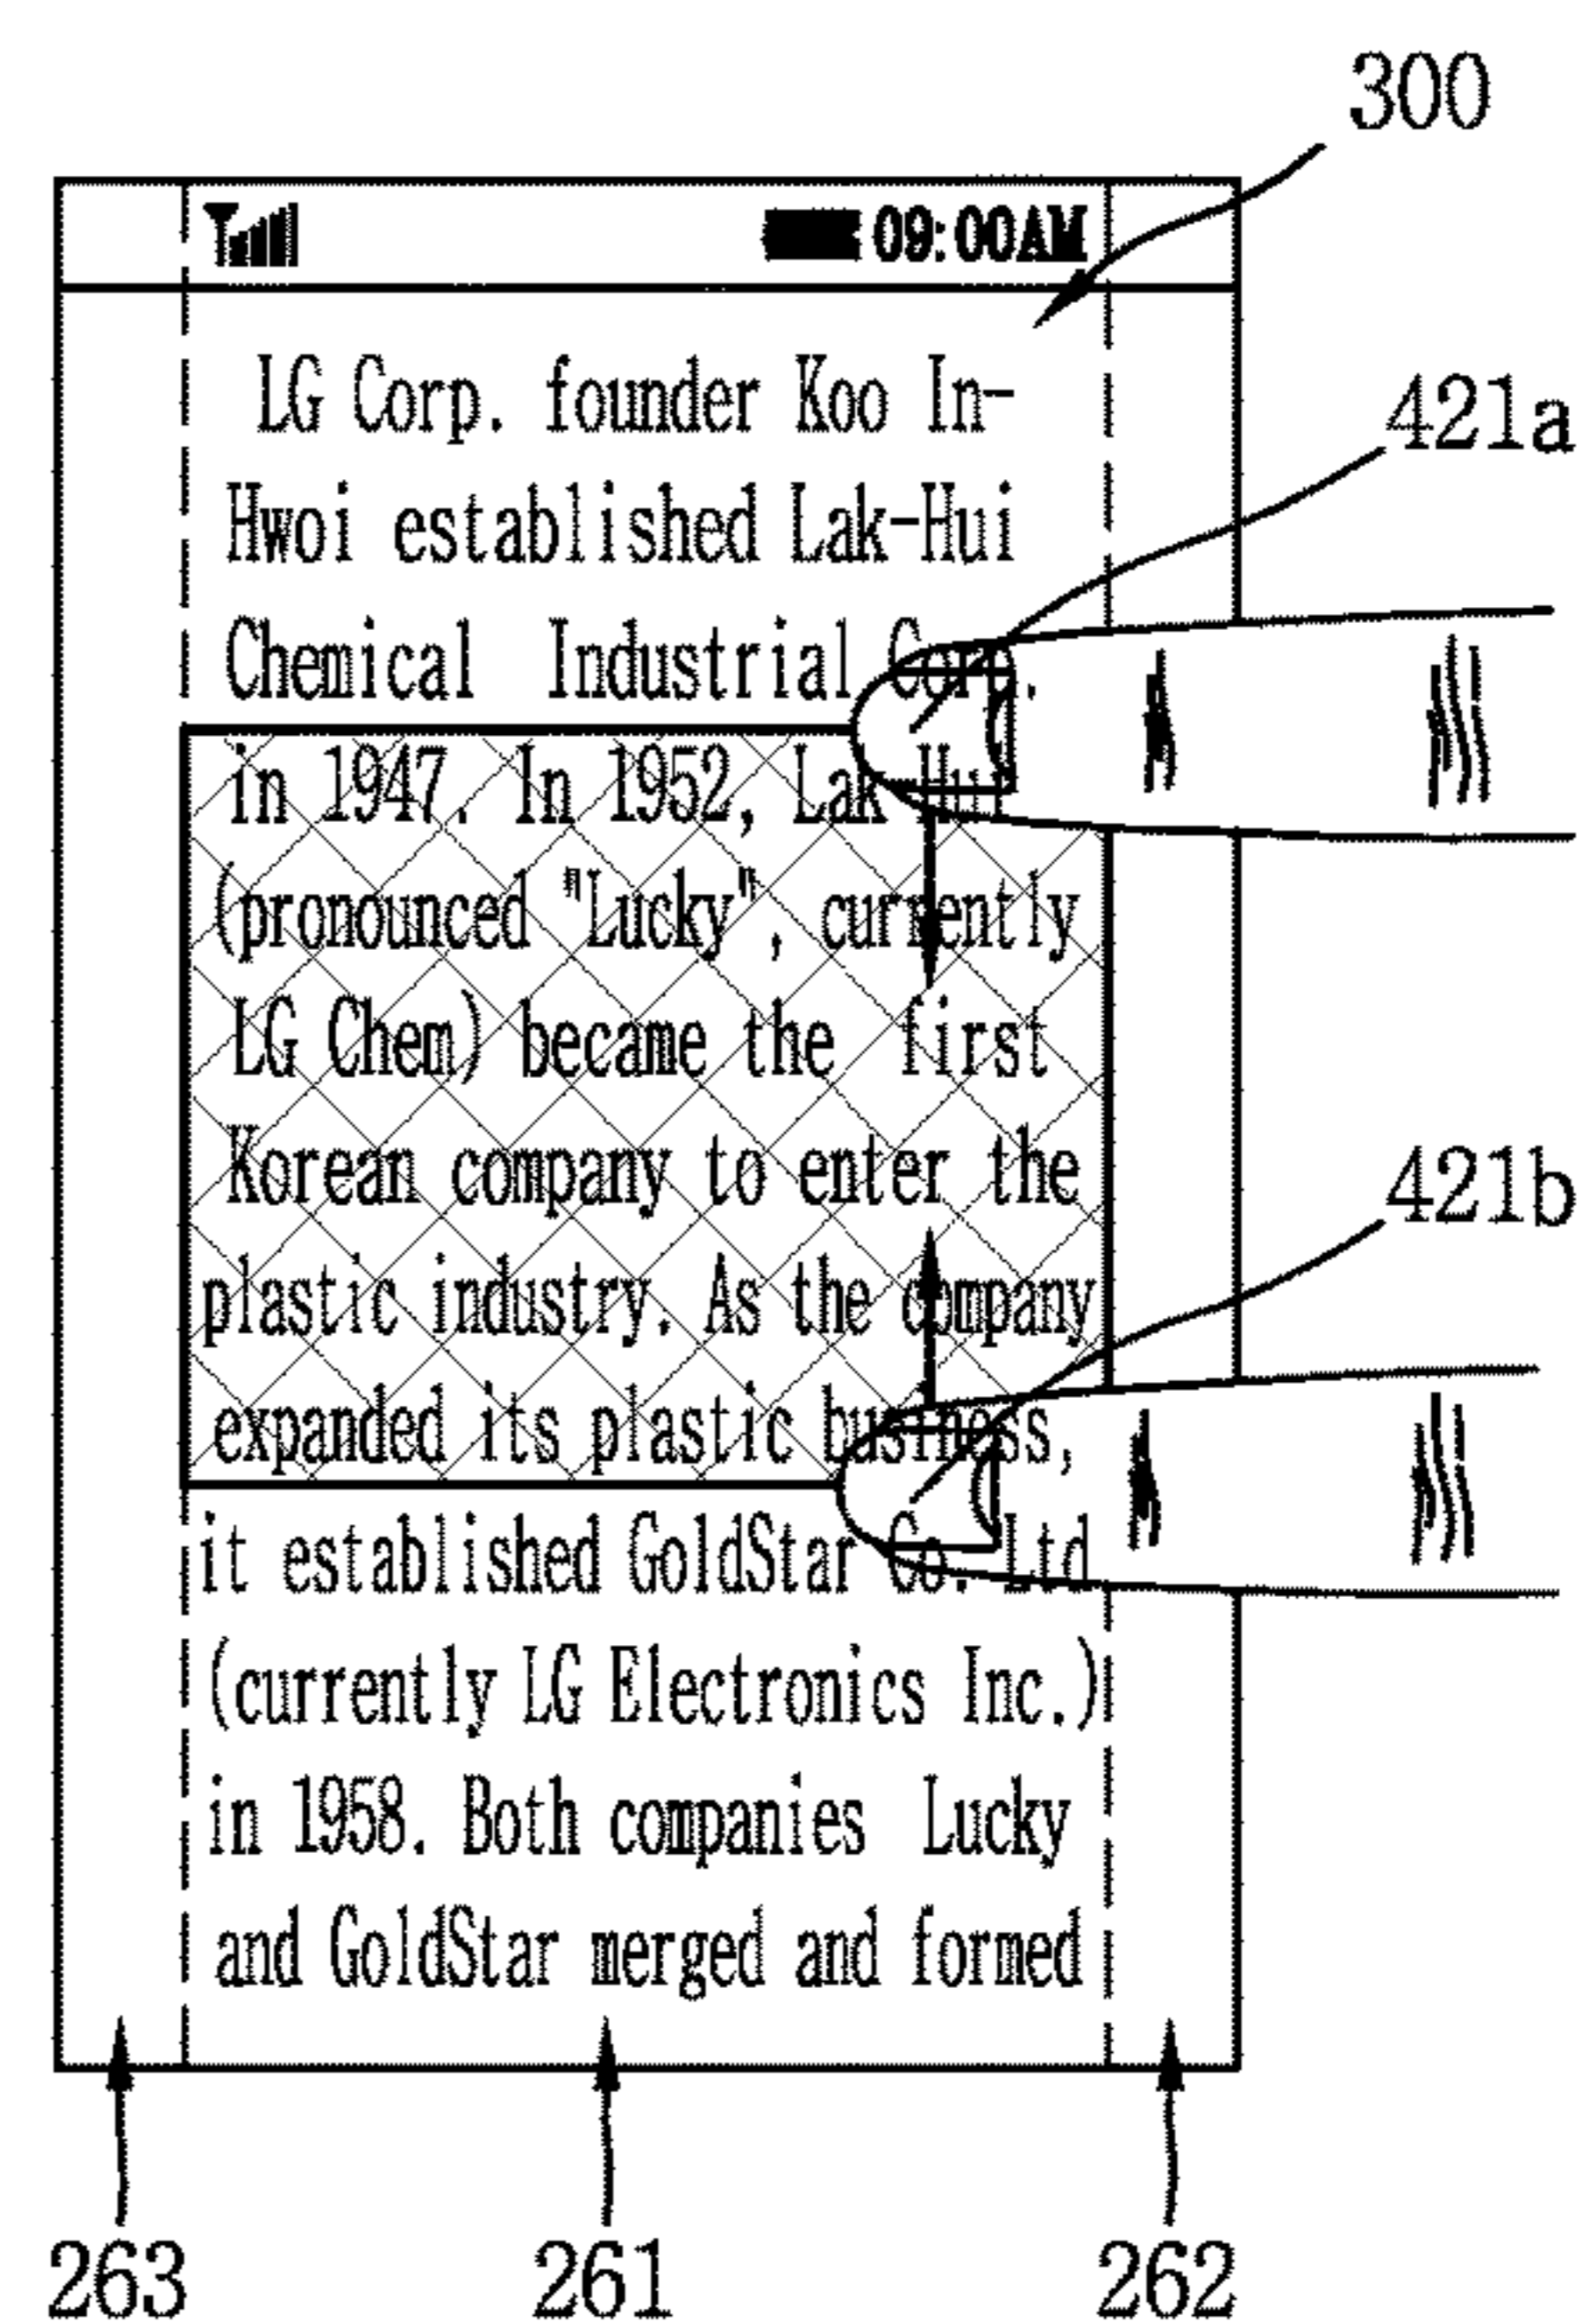 300
09:00AM
LG Corp. founder Koo In-
421a
Hwoi established Lak-Hui
Chemical Industrial Corp.
in 1947. In 1952, Lak Hui
(pronounced "Lucky", currently
LG Chem) became the first
Korean company to enter the
421b
plastic industry. As the company
expanded its plastic business,
it established GoldStar Co. Ltd
(currently LG Electronics Inc.)
in 1958. Both companies Lucky
and GoldStar merged and formed
263 261 262